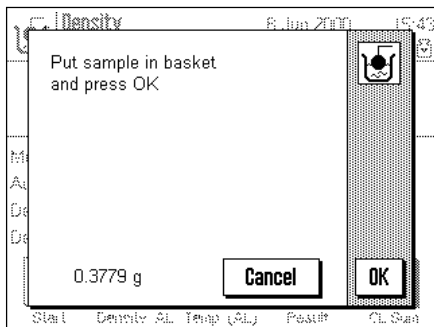 Density 8 Jun 2000 15:43
Put sample in basket
and press OK
0.3779 g Cancel OK
Start Density AL Temp (AL) Result CL Sum